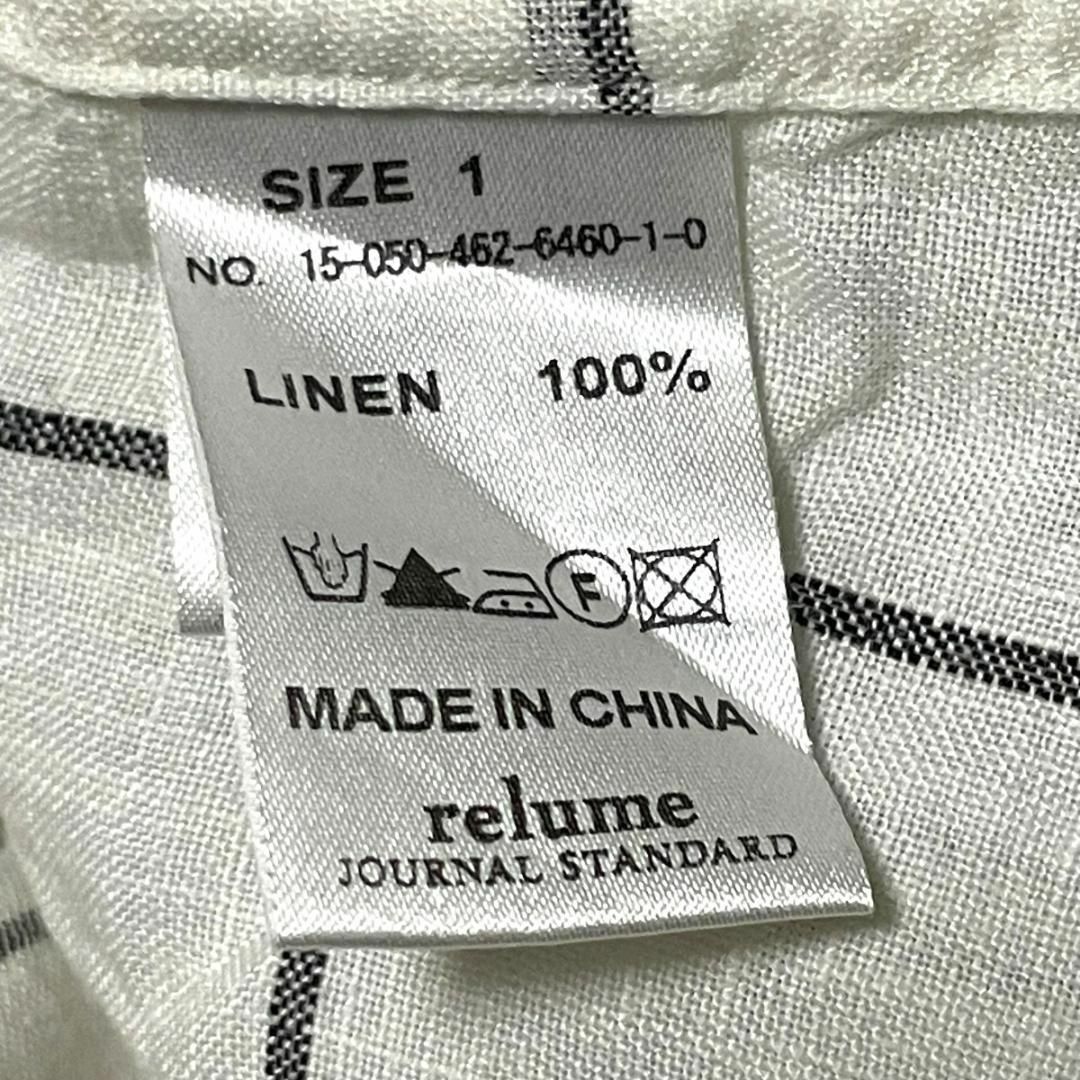 SIZE 1
NO. 15-050-462-6460-1-0
LINEN 100%
F
MADE IN CHINA
relume
JOURNAL STANDARD